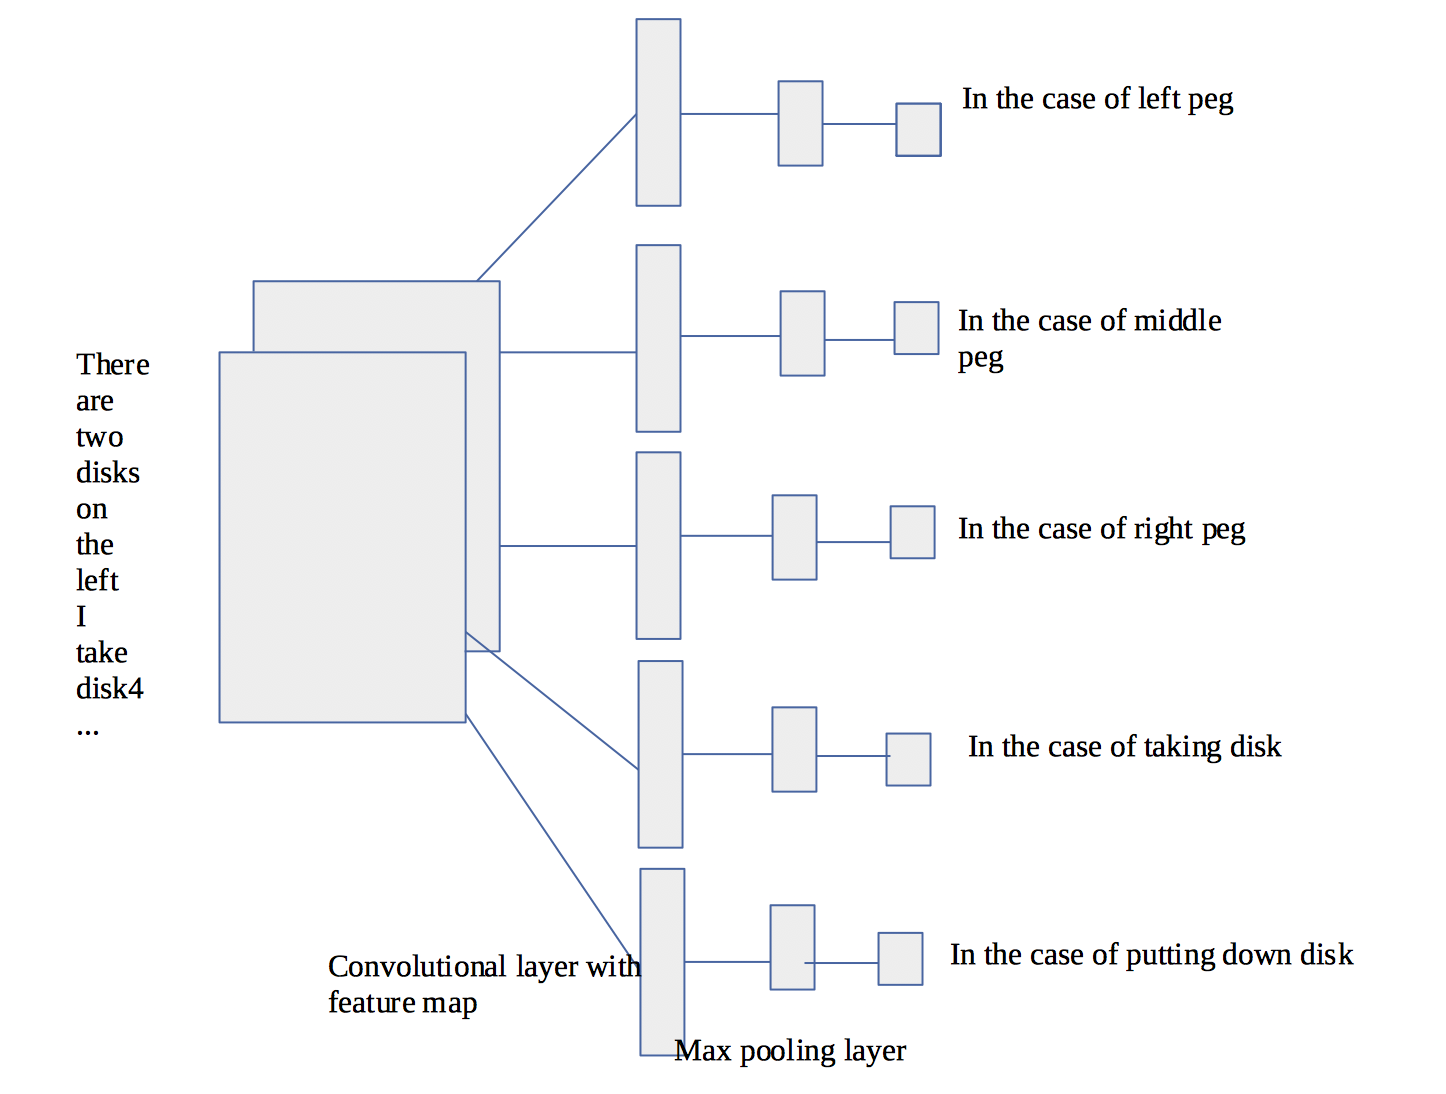 There
are
two
disks
on
the
left
I
take
disk4
...
In the case of left peg
In the case of middle
peg
In the case of right peg
In the case of taking disk
In the case of putting down disk
Convolutional layer with
feature map
Max pooling layer